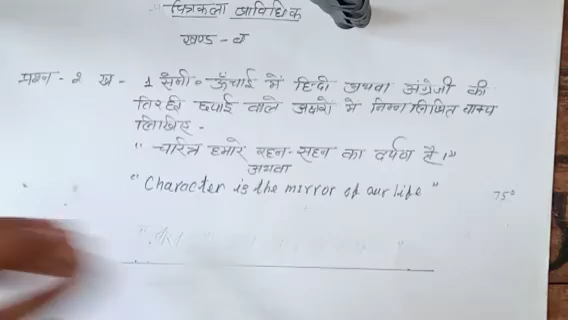 चित्रकला प्राविधिक
खण्ड - ब
प्रश्न - 2 ख - 1 सेमी० ऊँचाई में हिन्दी अथवा अंग्रेजी की
तिरछी छपाई वाले अक्षरों में निम्नलिखित वाक्य
लिखिए -
" चरित्र हमारे रहन-सहन का दर्पण है।"
अथवा
"Character is the mirror of our life"
75°